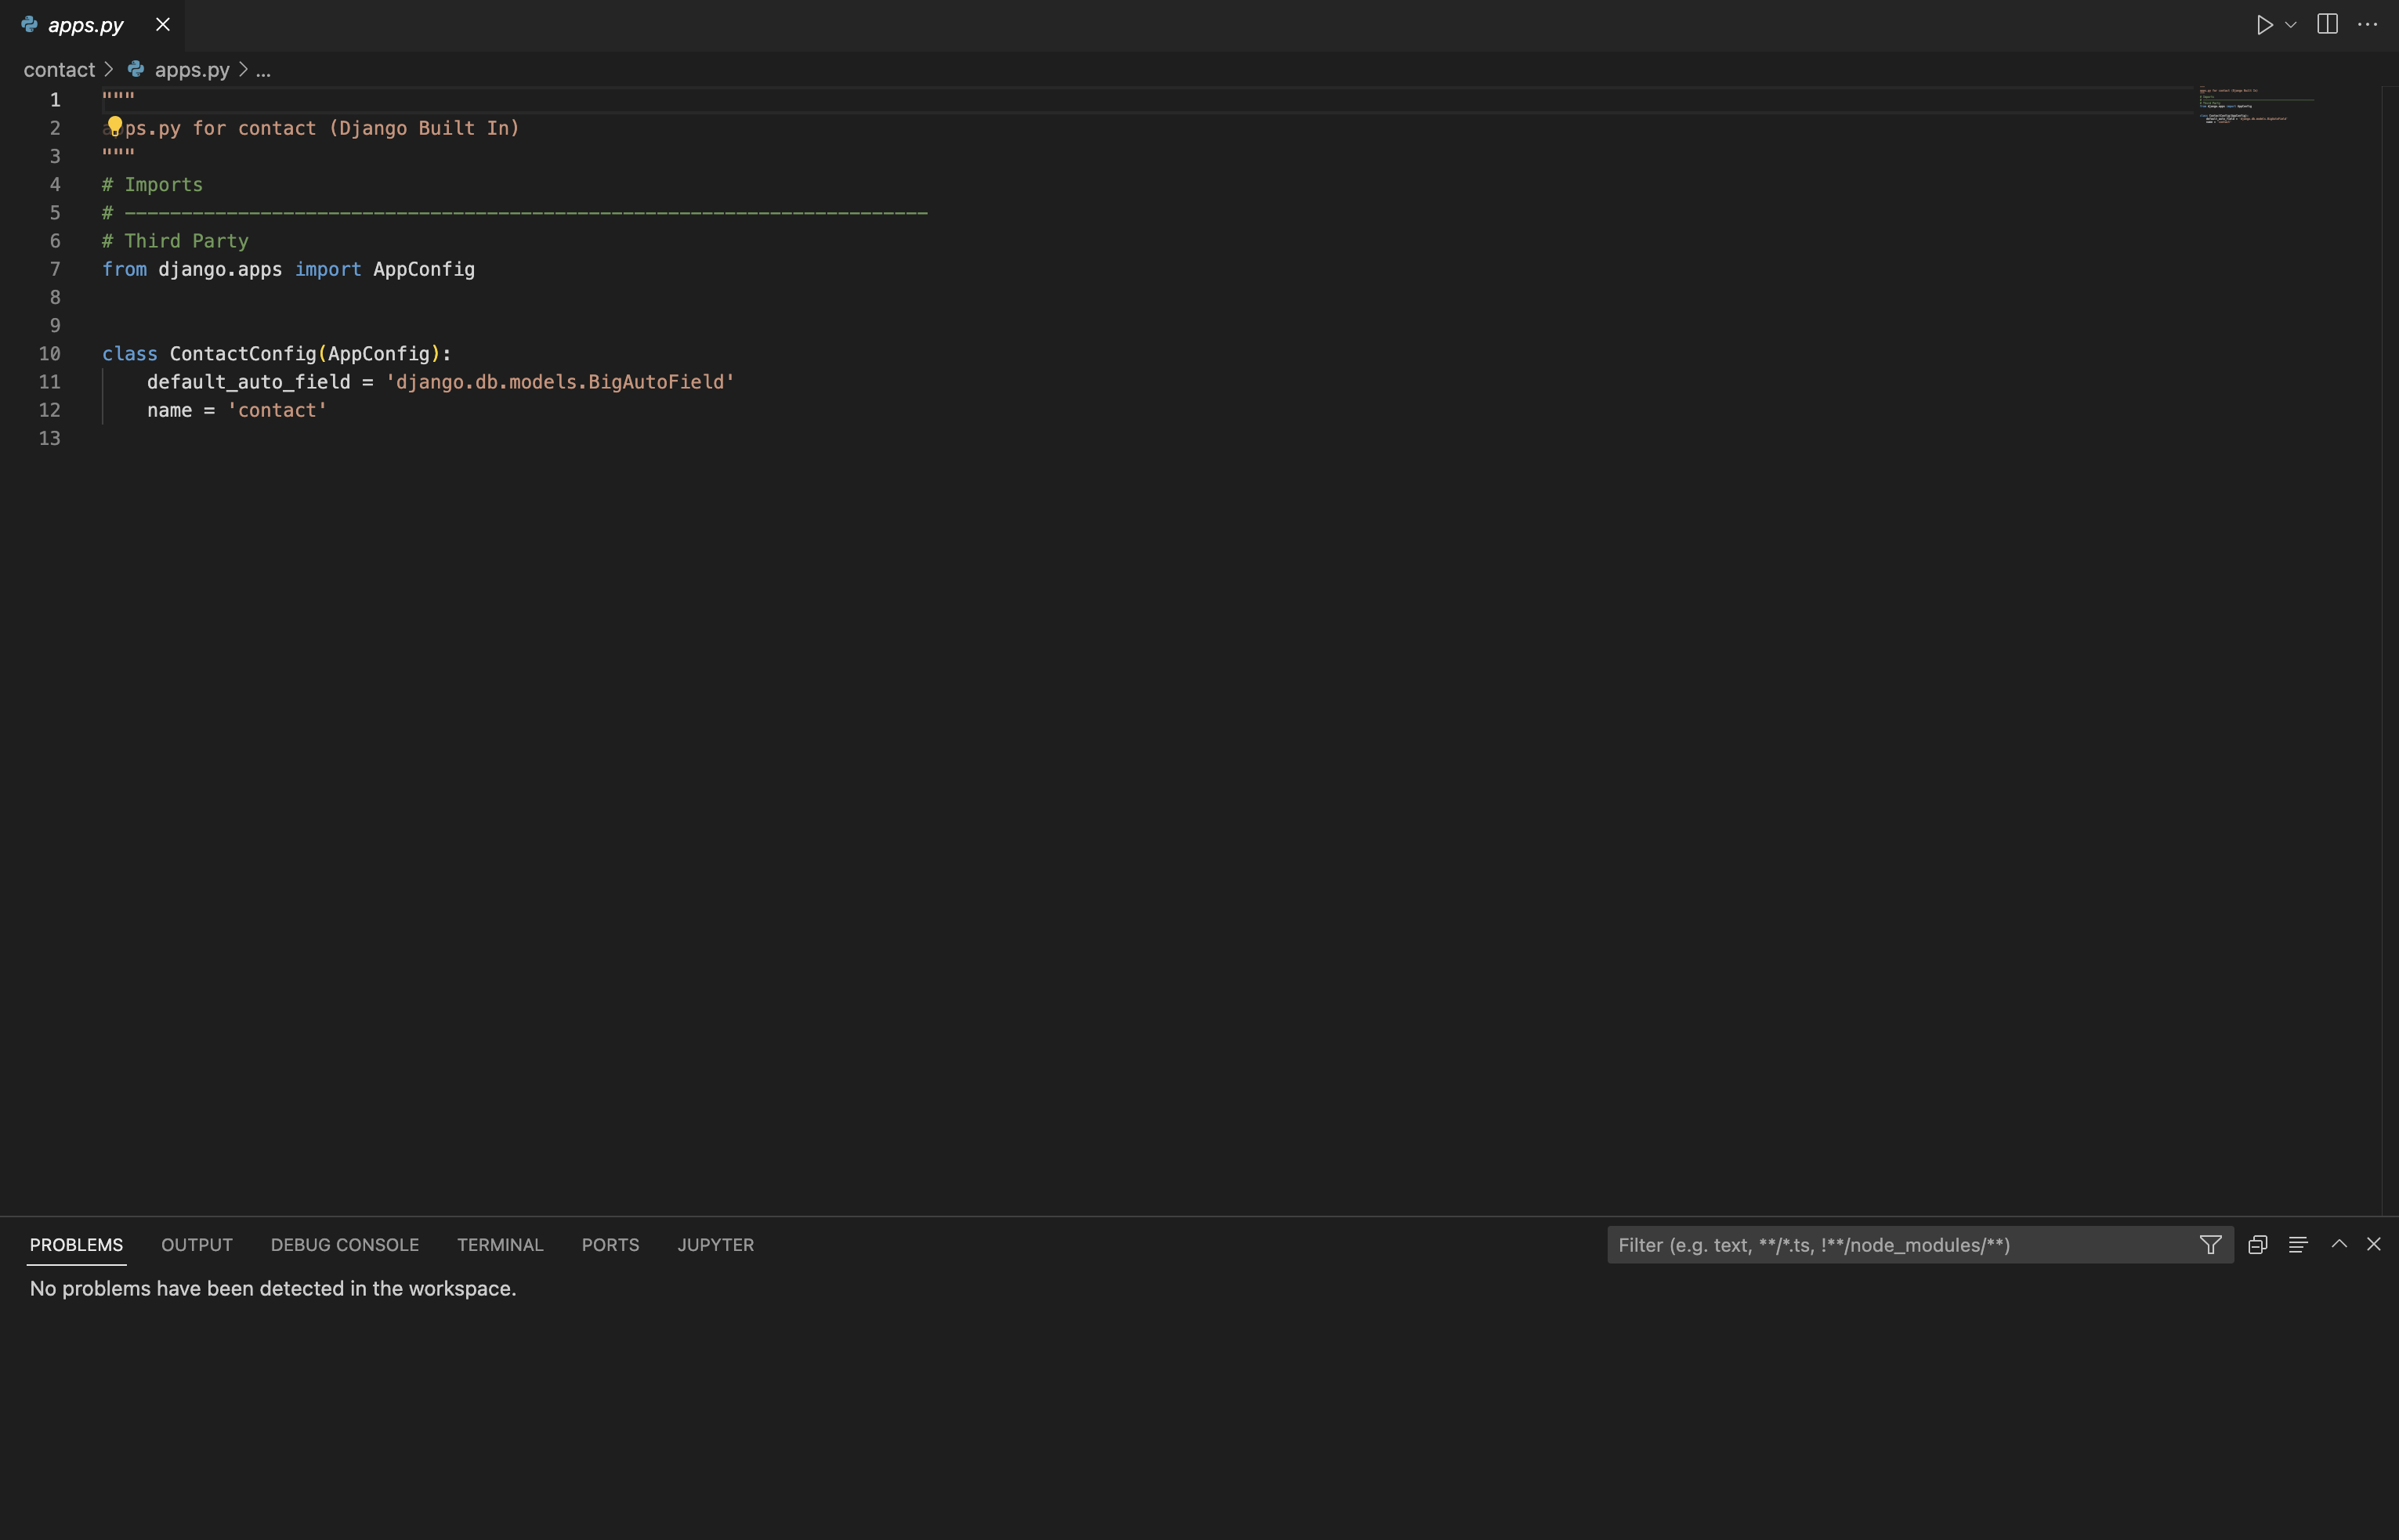 apps.py
contact > apps.py > ...
1 """
2 apps.py for contact (Django Built In)
3 """
4 # Imports
5 # -----------------------------------------------------------------------
6 # Third Party
7 from django.apps import AppConfig
8
9
10 class ContactConfig(AppConfig):
11     default_auto_field = 'django.db.models.BigAutoField'
12     name = 'contact'
13
PROBLEMS OUTPUT DEBUG CONSOLE TERMINAL PORTS JUPYTER Filter (e.g. text, **/*.ts, !**/node_modules/**)
No problems have been detected in the workspace.